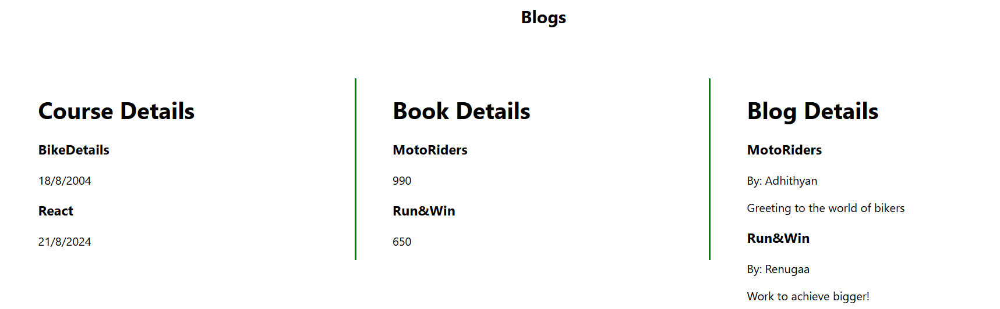 Blogs
Course Details
BikeDetails
18/8/2004
React
21/8/2024
Book Details
MotoRiders
990
Run&Win
650
Blog Details
MotoRiders
By: Adhithyan
Greeting to the world of bikers
Run&Win
By: Renugaa
Work to achieve bigger!